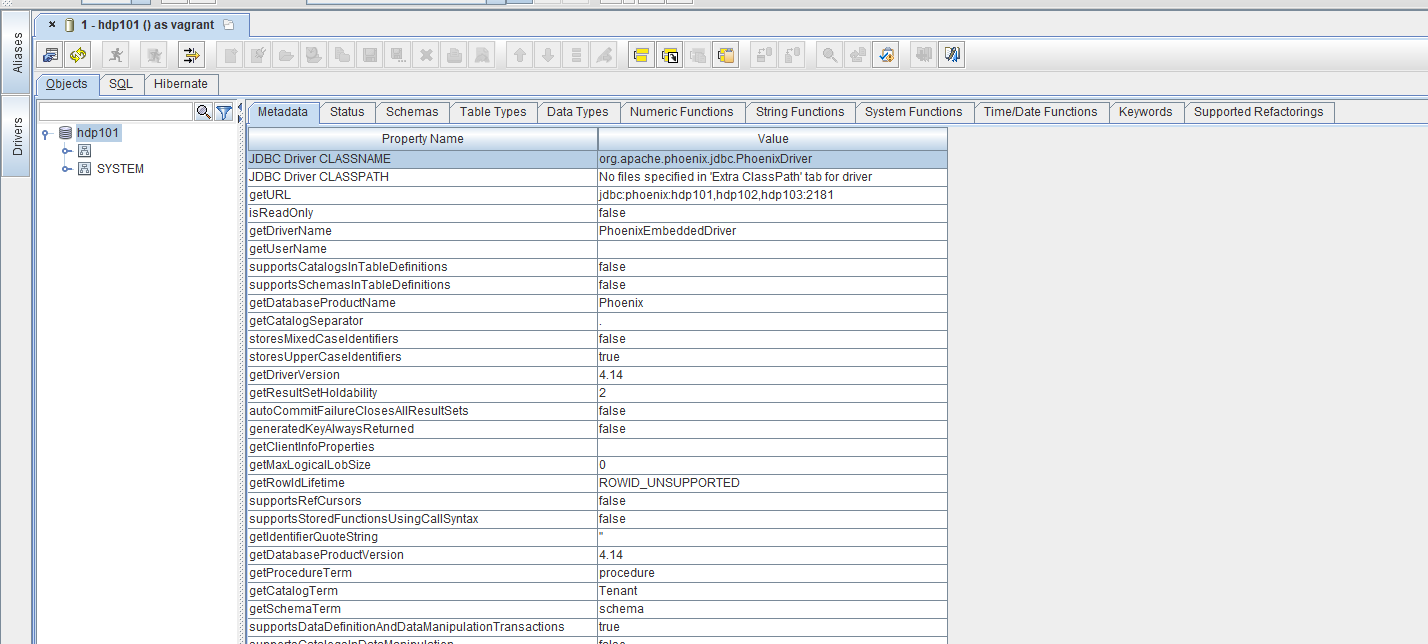 1 - hdp101 () as vagrant
Aliases
Drivers
Objects SQL Hibernate
Metadata Status Schemas Table Types Data Types Numeric Functions String Functions System Functions Time/Date Functions Keywords Supported Refactorings
hdp101
SYSTEM
Property Name Value
JDBC Driver CLASSNAME org.apache.phoenix.jdbc.PhoenixDriver
JDBC Driver CLASSPATH No files specified in 'Extra ClassPath' tab for driver
getURL jdbc:phoenix:hdp101,hdp102,hdp103:2181
isReadOnly false
getDriverName PhoenixEmbeddedDriver
getUserName
supportsCatalogsInTableDefinitions false
supportsSchemasInTableDefinitions false
getDatabaseProductName Phoenix
getCatalogSeparator .
storesMixedCaseIdentifiers false
storesUpperCaseIdentifiers true
getDriverVersion 4.14
getResultSetHoldability 2
autoCommitFailureClosesAllResultSets false
generatedKeyAlwaysReturned false
getClientInfoProperties
getMaxLogicalLobSize 0
getRowIdLifetime ROWID_UNSUPPORTED
supportsRefCursors false
supportsStoredFunctionsUsingCallSyntax false
getIdentifierQuoteString "
getDatabaseProductVersion 4.14
getProcedureTerm procedure
getCatalogTerm Tenant
getSchemaTerm schema
supportsDataDefinitionAndDataManipulationTransactions true
supportsCatalogsInDataManipulation false